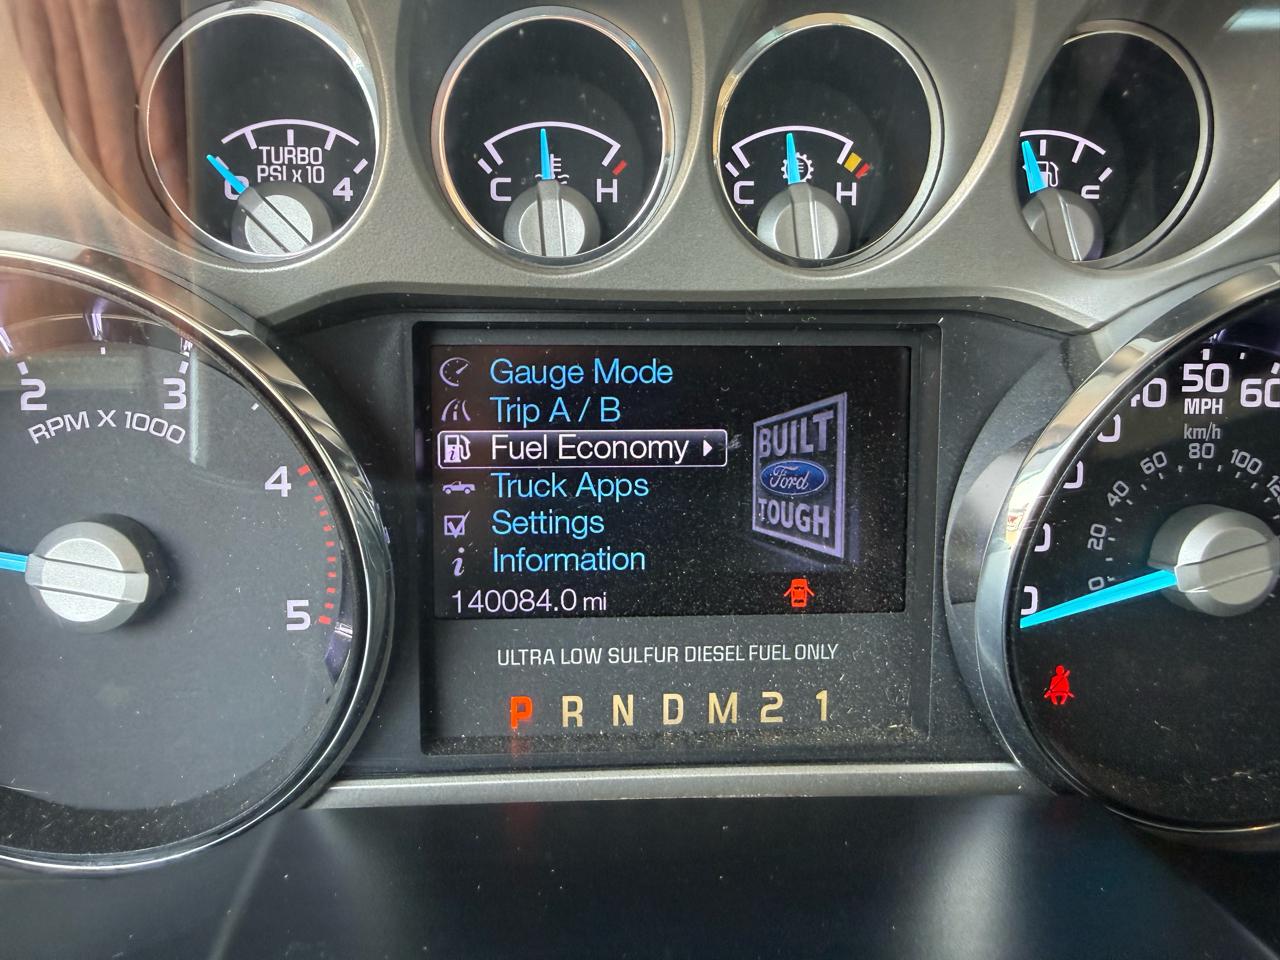 TURBO
PSI x 10
0 4
C H
C H
F
Gauge Mode
Trip A / B
Fuel Economy
Truck Apps
Settings
Information
140084.0 mi
BUILT
Ford
TOUGH
ULTRA LOW SULFUR DIESEL FUEL ONLY
P R N D M 2 1
2 3 4 5
RPM X 1000
50 60
MPH
km/h
0 20 40 60 80 100